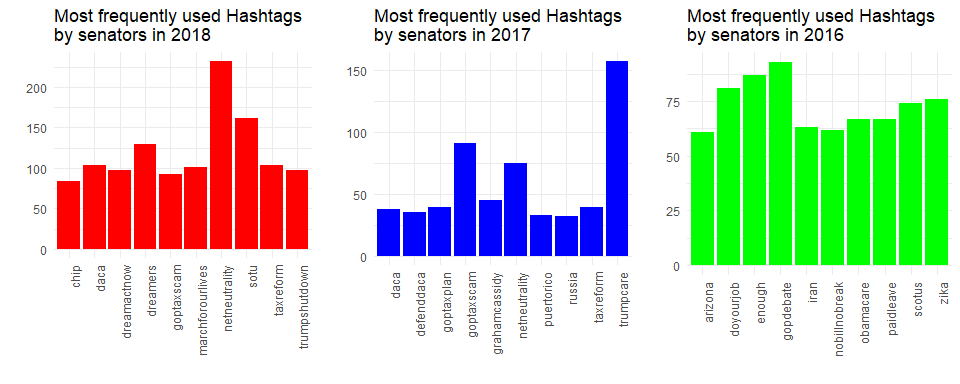 Most frequently used Hashtags
by senators in 2018
200
150
100
50
0
chip
daca
dreamactnow
dreamers
goptaxscam
marchforourlives
netneutrality
sotu
taxreform
trumpshutdown
Most frequently used Hashtags
by senators in 2017
150
100
50
0
daca
defenddaca
goptaxplan
goptaxscam
grahamcassidy
netneutrality
puertorico
russia
taxreform
trumpcare
Most frequently used Hashtags
by senators in 2016
75
50
25
0
arizona
doyourjob
enough
gopdebate
iran
nobillnobreak
obamacare
paidleave
scotus
zika